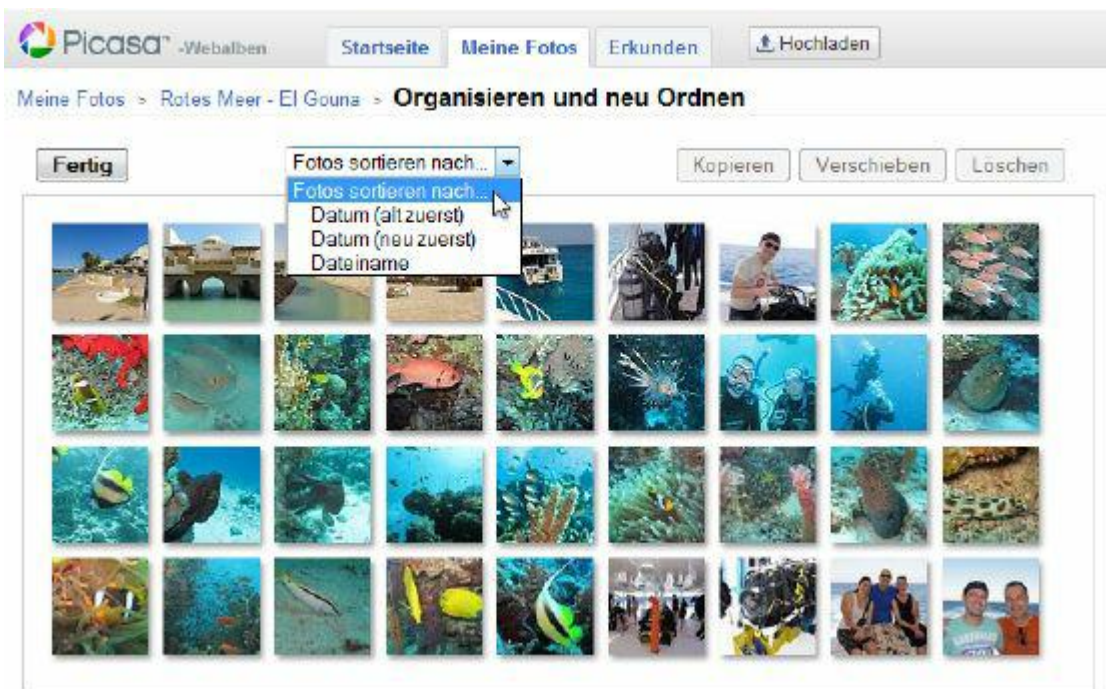 Picasa™ -Webalben Startseite Meine Fotos Erkunden Hochladen
Meine Fotos > Rotes Meer - El Gouna > Organisieren und neu Ordnen
Fertig Fotos sortieren nach... Kopieren Verschieben Löschen
Fotos sortieren nach...
Datum (alt zuerst)
Datum (neu zuerst)
Dateiname